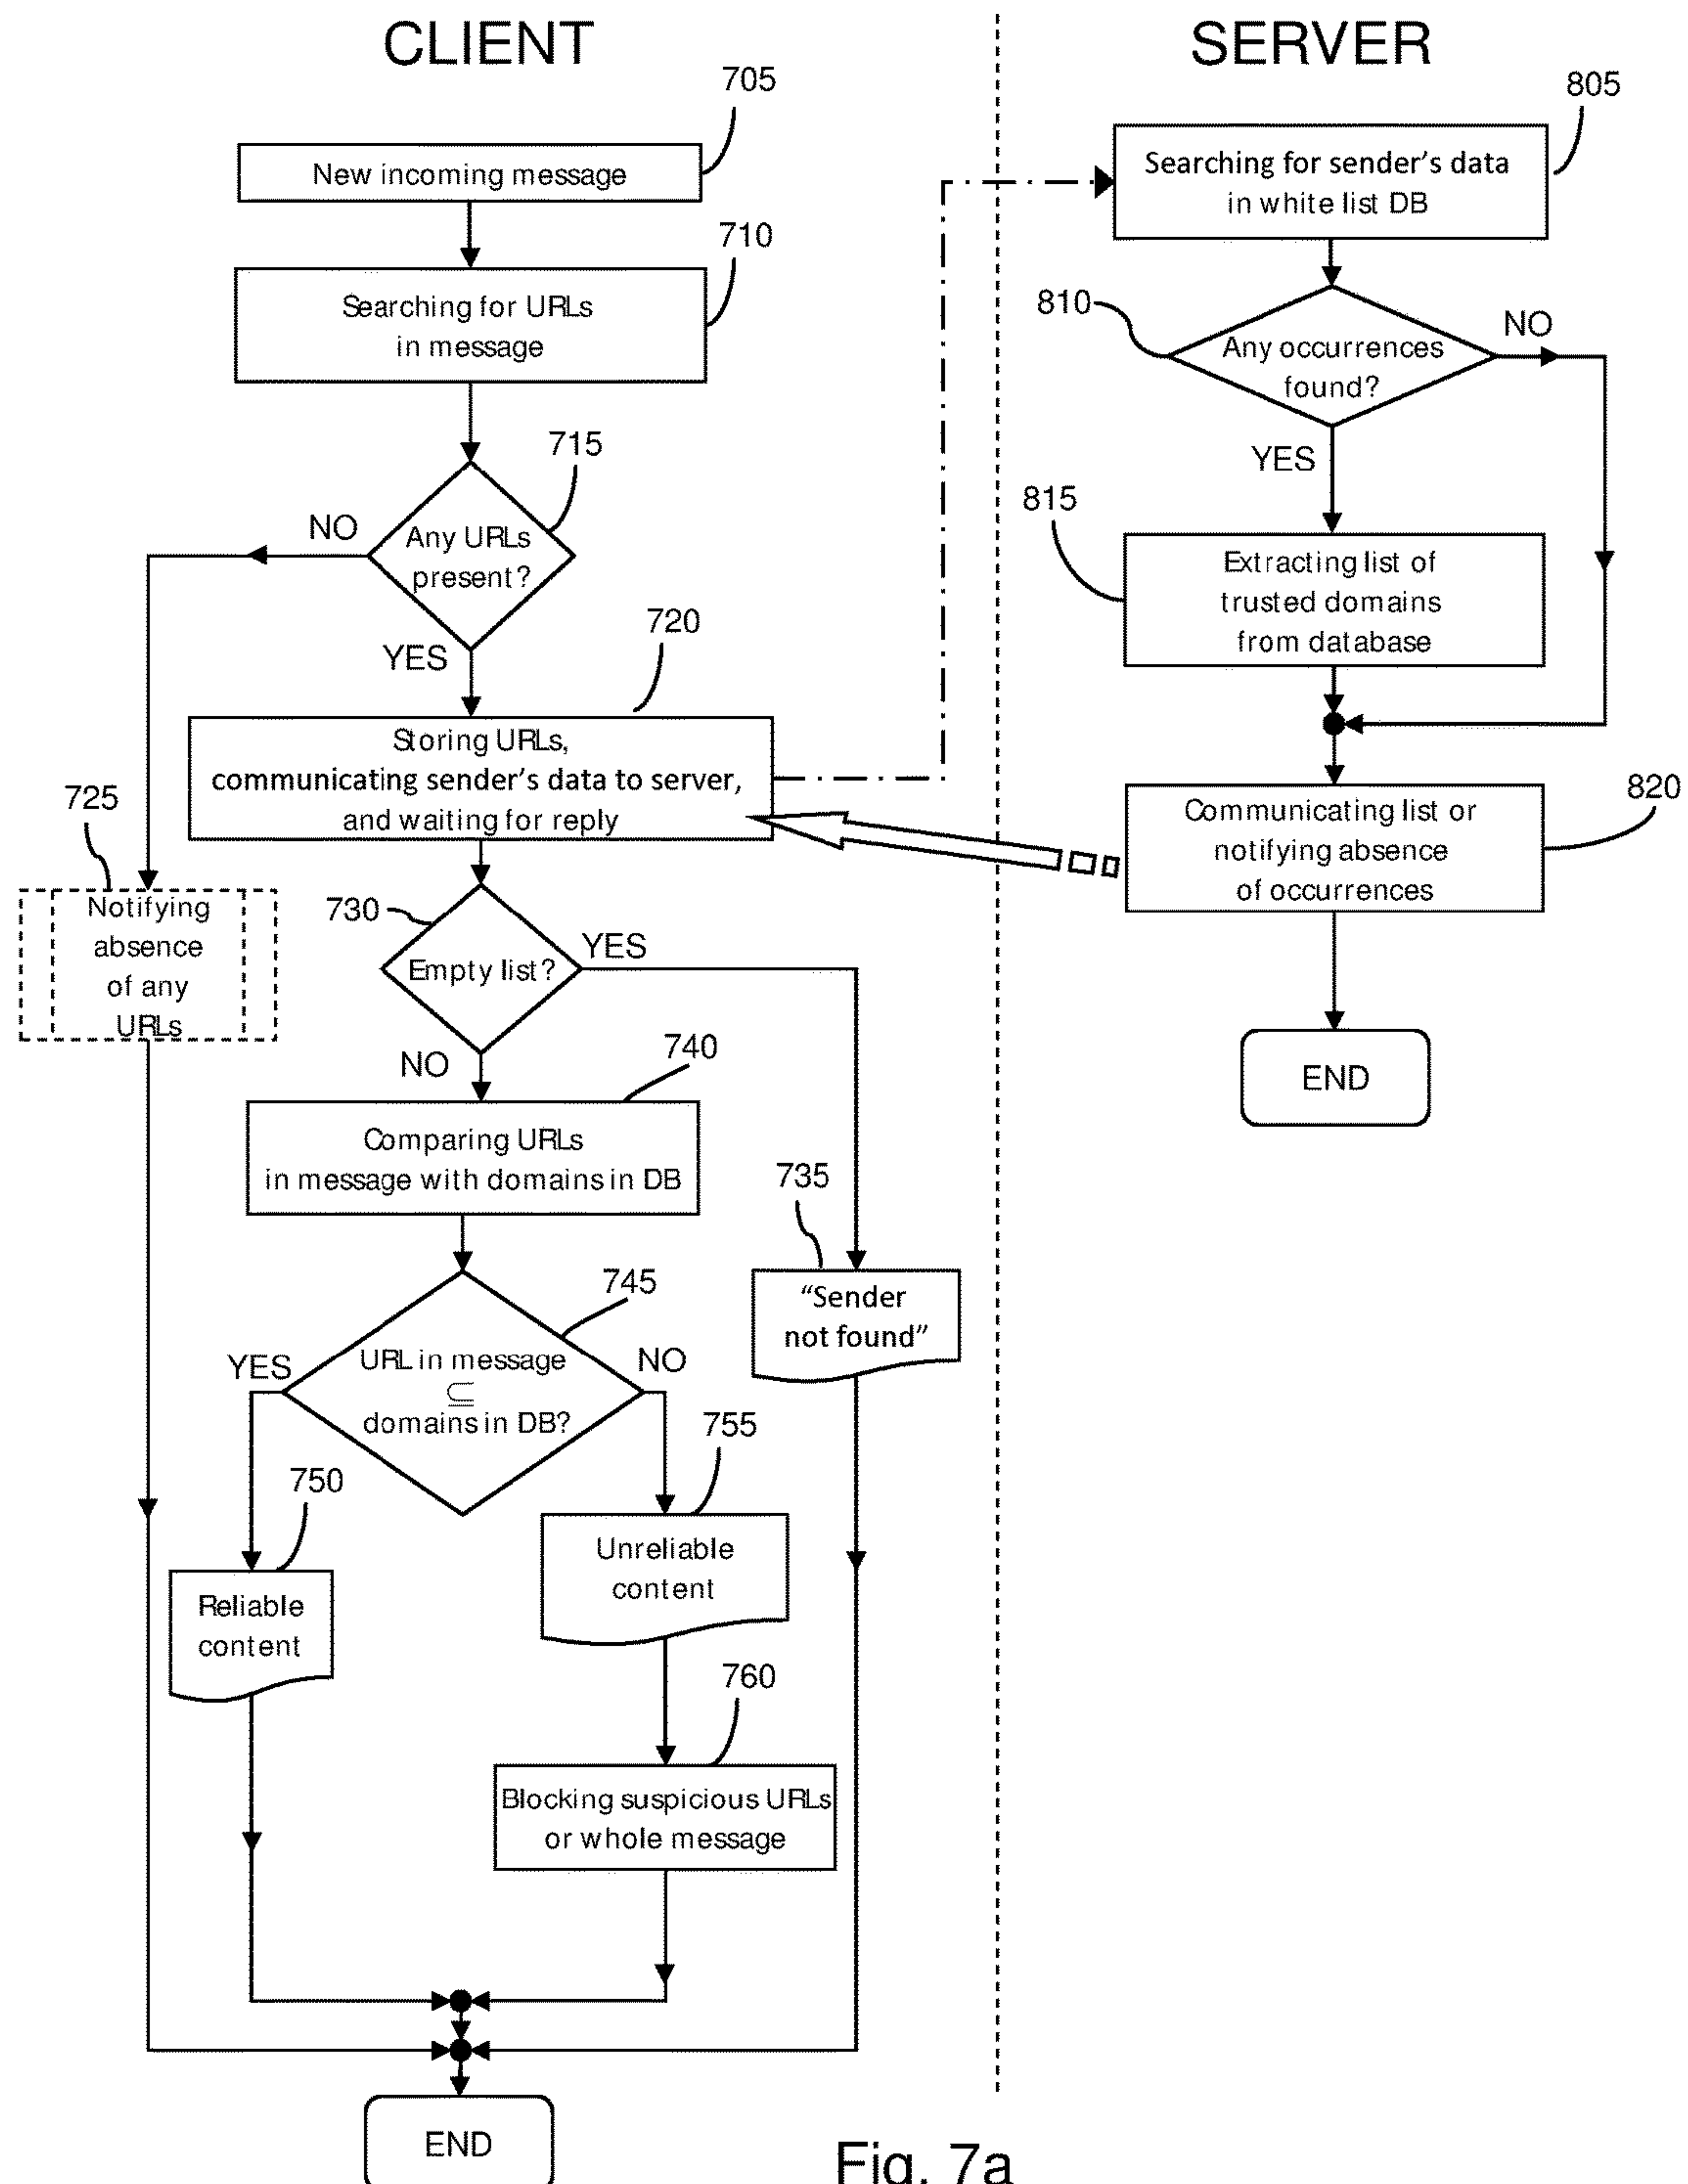 CLIENT
SERVER
705
805
New incoming message
Searching for sender's data
in white list DB
710
Searching for URLs
in message
810
Any occurrences
found?
NO
YES
715
Any URLs
present?
NO
YES
815
Extracting list of
trusted domains
from database
720
Storing URLs,
communicating sender's data to server,
and waiting for reply
820
Communicating list or
notifying absence
of occurrences
725
Notifying
absence
of any
URLs
730
Empty list?
YES
NO
END
740
Comparing URLs
in message with domains in DB
735
“Sender
not found”
745
URL in message
⊆
domains in DB?
YES
NO
750
Reliable
content
755
Unreliable
content
760
Blocking suspicious URLs
or whole message
END
Fig. 7a